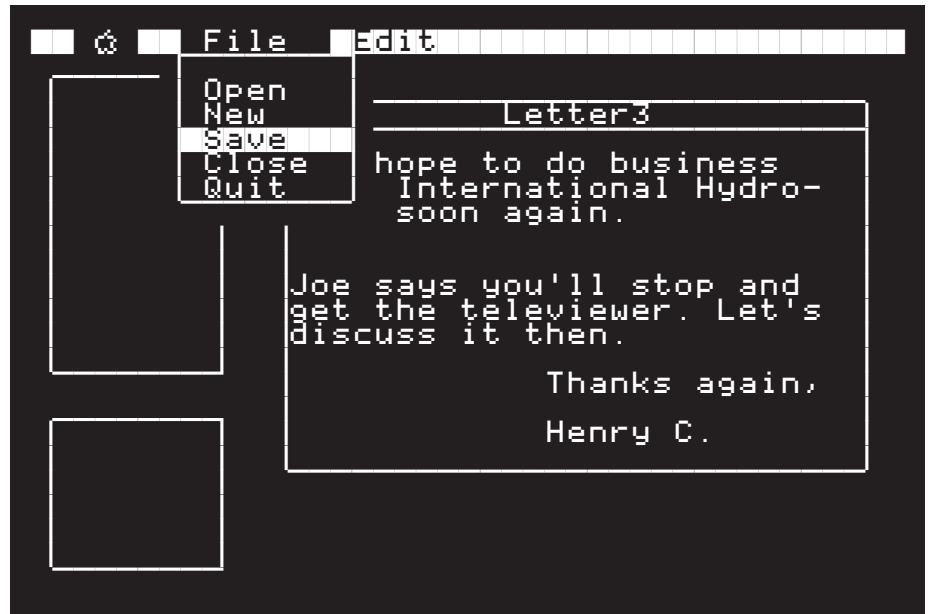 File Edit
Open
New
Save
Close
Quit
Letter3
hope to do business
International Hydro-
soon again.
Joe says you'll stop and
get the televiewer. Let's
discuss it then.
Thanks again,
Henry C.